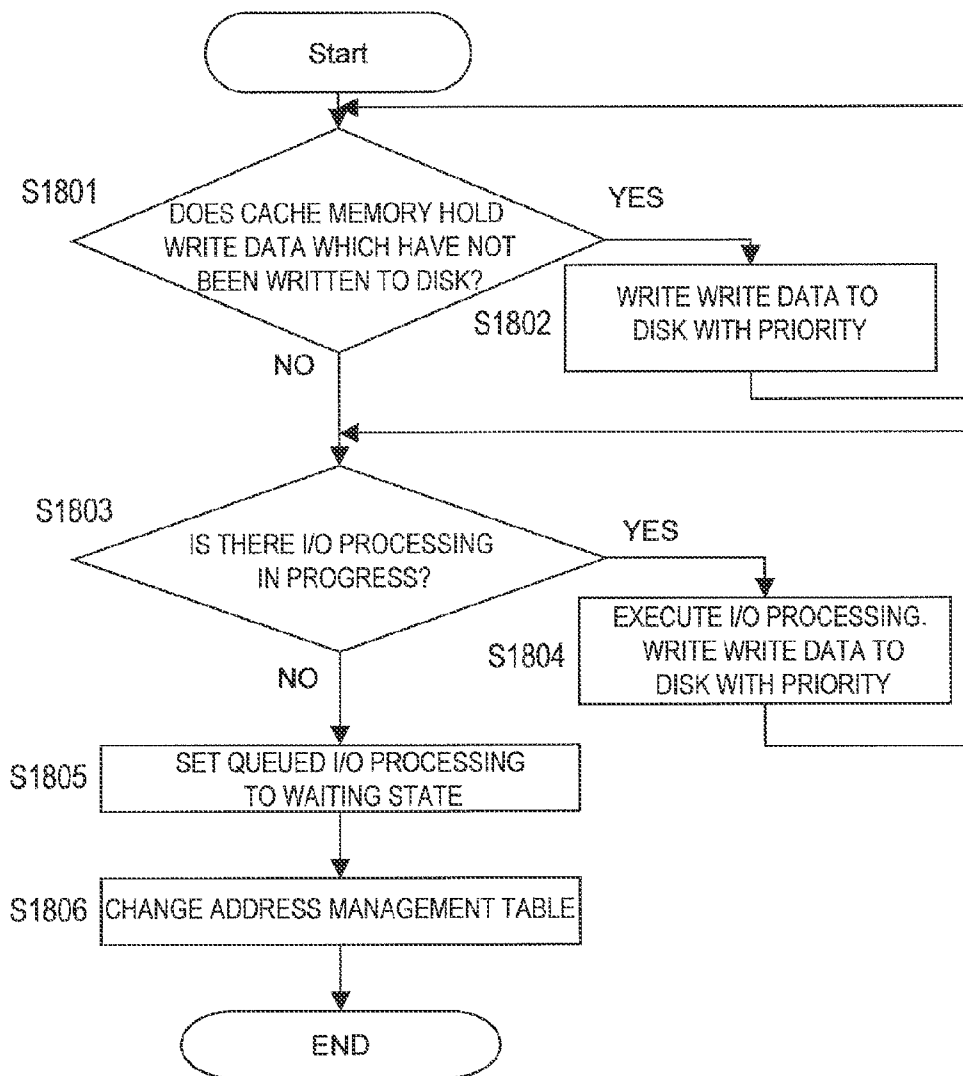 Start
S1801
DOES CACHE MEMORY HOLD
WRITE DATA WHICH HAVE NOT
BEEN WRITTEN TO DISK?
YES
S1802
WRITE WRITE DATA TO
DISK WITH PRIORITY
NO
S1803
IS THERE I/O PROCESSING
IN PROGRESS?
YES
S1804
EXECUTE I/O PROCESSING.
WRITE WRITE DATA TO
DISK WITH PRIORITY
NO
S1805
SET QUEUED I/O PROCESSING
TO WAITING STATE
S1806
CHANGE ADDRESS MANAGEMENT TABLE
END